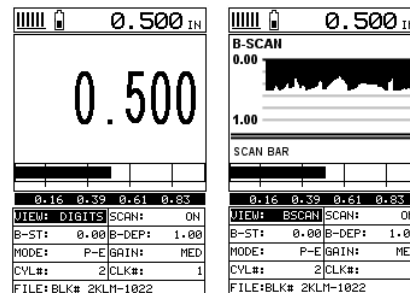 0.500 IN
0.500
0.16 0.39 0.61 0.83
VIEW: DIGITS SCAN: ON
B-ST: 0.00 B-DEP: 1.00
MODE: P-E GAIN: MED
CYL#: 2 CLK#: 1
FILE:BLK# 2KLM-1022
0.500 I
B-SCAN
0.00
1.00
SCAN BAR
0.16 0.39 0.61 0.83
VIEW: BSCAN SCAN:
B-ST: 0.00 B-DEP: 1.0
MODE: P-E GAIN: ME
CYL#: 2 CLK#:
FILE:BLK# 2KLM-1022